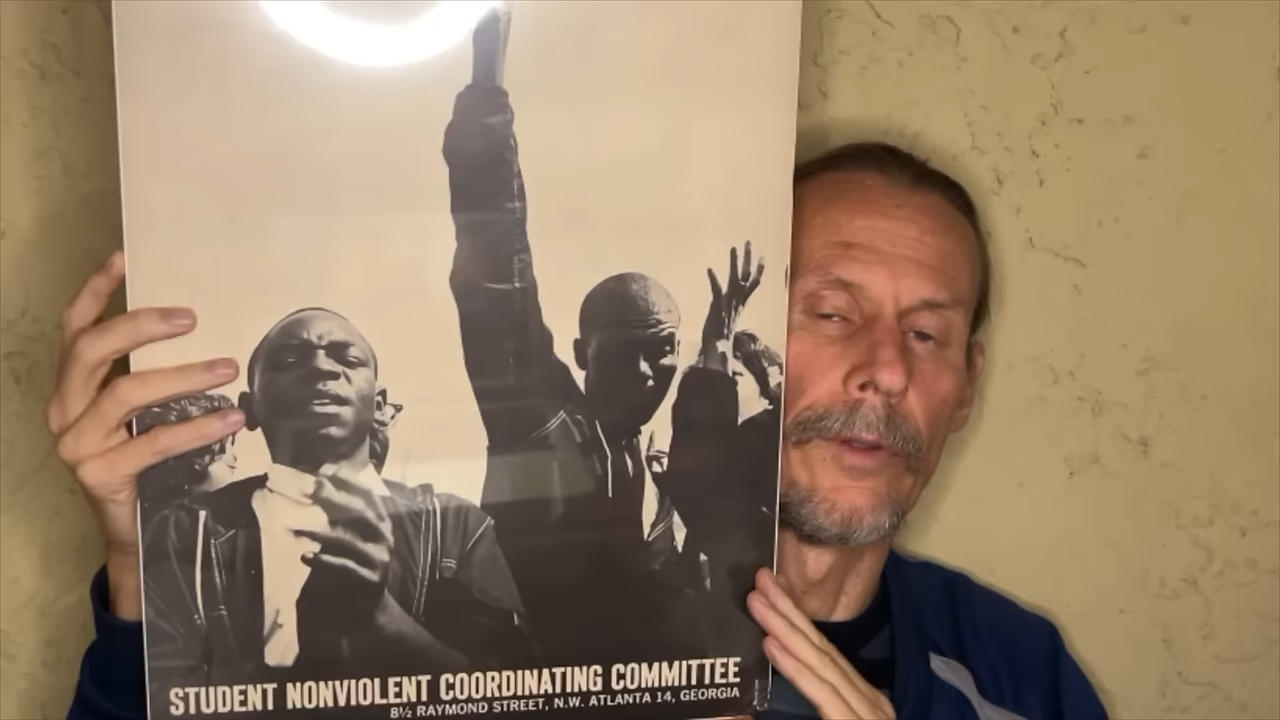 STUDENT NONVIOLENT COORDINATING COMMITTEE
8½ RAYMOND STREET, N.W. ATLANTA 14, GEORGIA